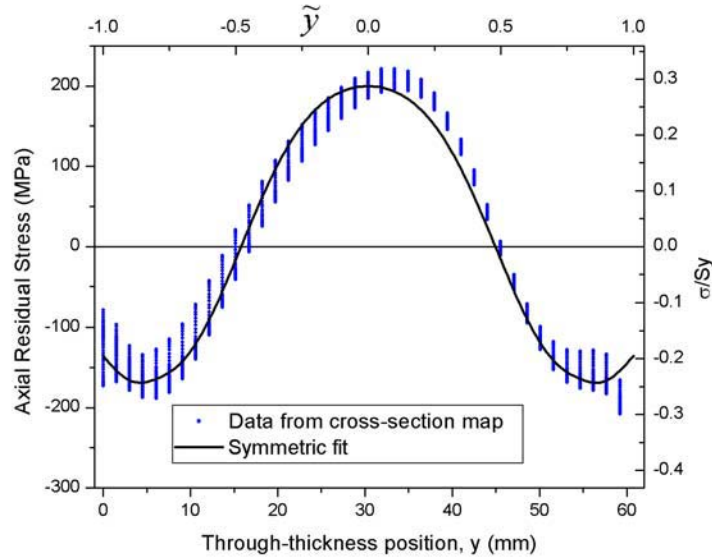 -1.0 -0.5 ỹ 0.0 0.5 1.0
200 0.3
0.2
100 0.1
0 0.0
-0.1
-100 -0.2
-200 -0.3
-0.4
-300
Axial Residual Stress (MPa)
σ/Sy
Data from cross-section map
Symmetric fit
0 10 20 30 40 50 60
Through-thickness position, y (mm)